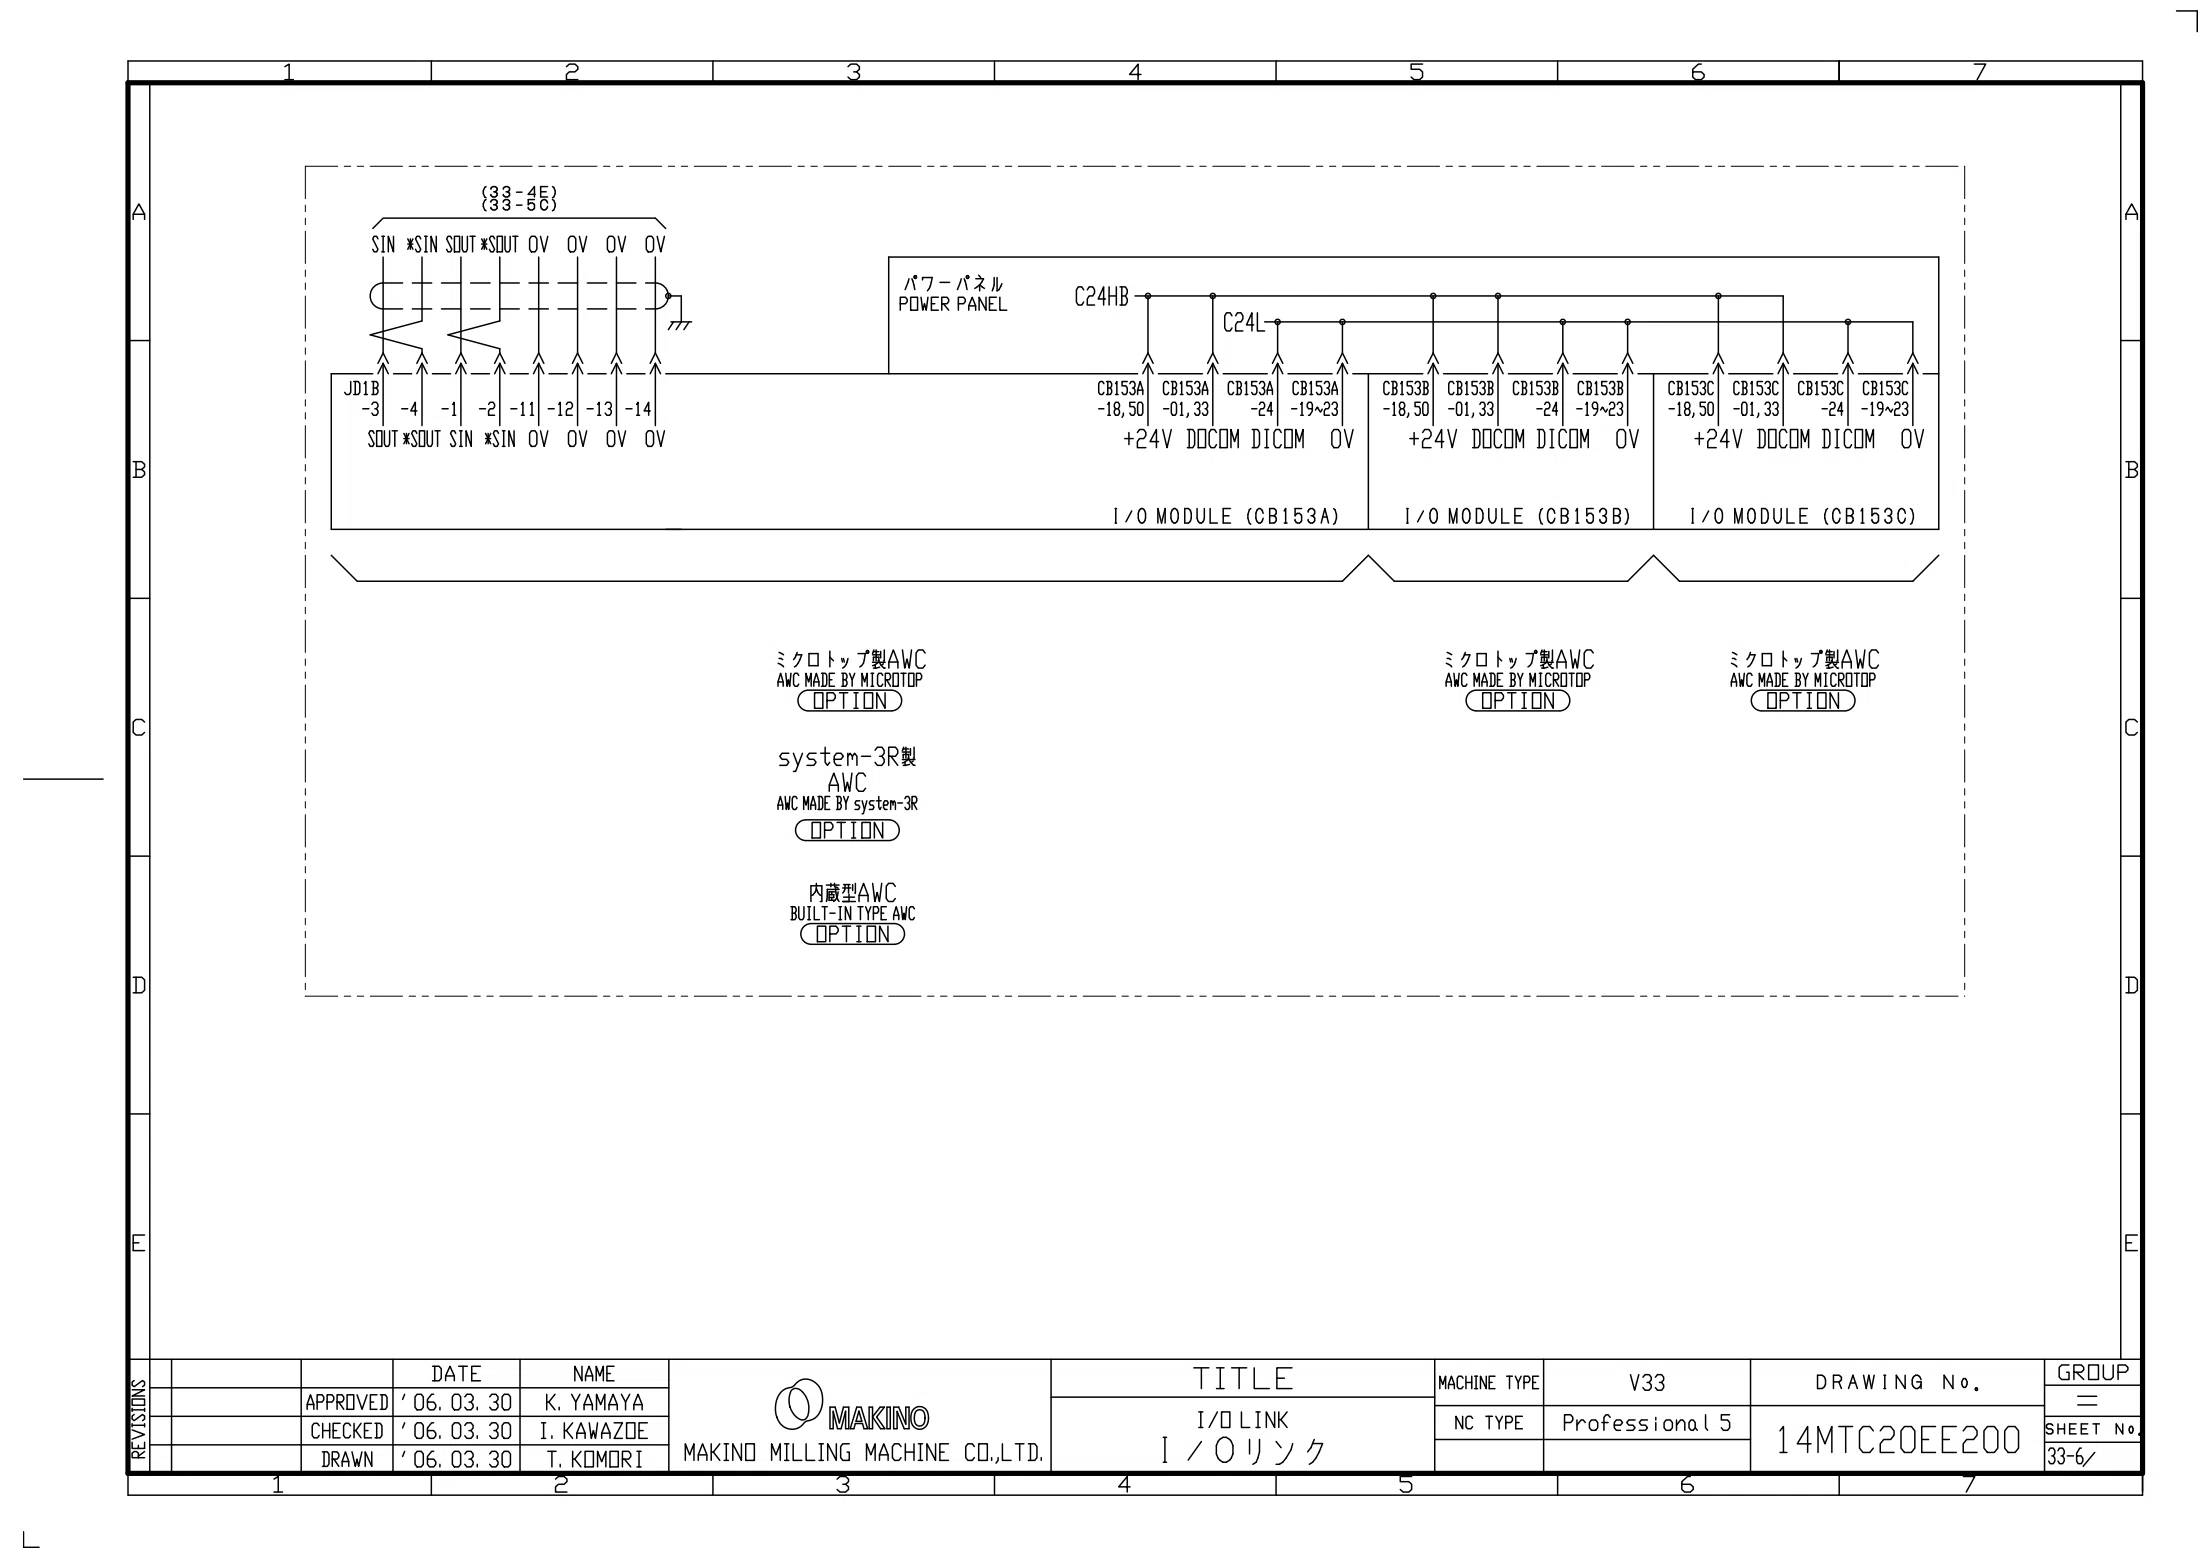 1 2 3 4 5 6 7
A A
(33-4E)
(33-5C)
SIN *SIN SOUT *SOUT 0V 0V 0V 0V
パワーパネル
POWER PANEL
C24HB
C24L
JD1B CB153A CB153A CB153A CB153A CB153B CB153B CB153B CB153B CB153C CB153C CB153C CB153C
-3 -4 -1 -2 -11 -12 -13 -14 -18,50 -01,33 -24 -19~23 -18,50 -01,33 -24 -19~23 -18,50 -01,33 -24 -19~23
SOUT *SOUT SIN *SIN 0V 0V 0V 0V +24V DOCOM DICOM 0V +24V DOCOM DICOM 0V +24V DOCOM DICOM 0V
B B
I/O MODULE (CB153A) I/O MODULE (CB153B) I/O MODULE (CB153C)
ミクロトップ製AWC ミクロトップ製AWC ミクロトップ製AWC
AWC MADE BY MICROTOP AWC MADE BY MICROTOP AWC MADE BY MICROTOP
OPTION OPTION OPTION
C C
system-3R製
AWC
AWC MADE BY system-3R
OPTION
内蔵型AWC
BUILT-IN TYPE AWC
OPTION
D D
E E
REVISIONS
DATE NAME
APPROVED '06.03.30 K.YAMAYA
CHECKED '06.03.30 I.KAWAZOE
DRAWN '06.03.30 T.KOMORI
MAKINO
MAKINO MILLING MACHINE CO.,LTD.
TITLE
I/O LINK
I/Oリンク
MACHINE TYPE V33
NC TYPE Professional 5
DRAWING No.
14MTC20EE200
GROUP
=
SHEET No.
33-6/
1 2 3 4 5 6 7